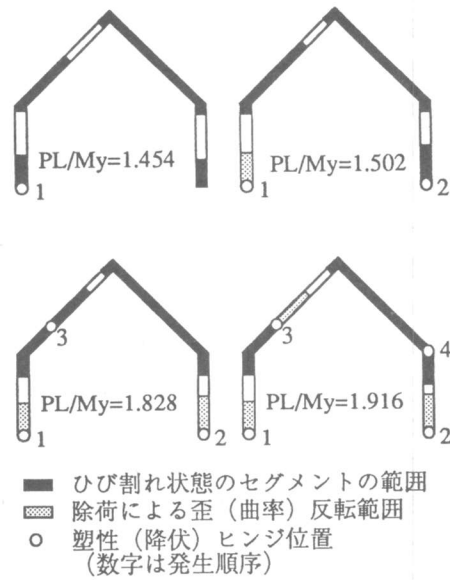 PL/My=1.454
1
PL/My=1.502
1
2
3
PL/My=1.828
1
2
3
4
PL/My=1.916
1
2
ひび割れ状態のセグメントの範囲
除荷による歪（曲率）反転範囲
塑性（降伏）ヒンジ位置
（数字は発生順序）